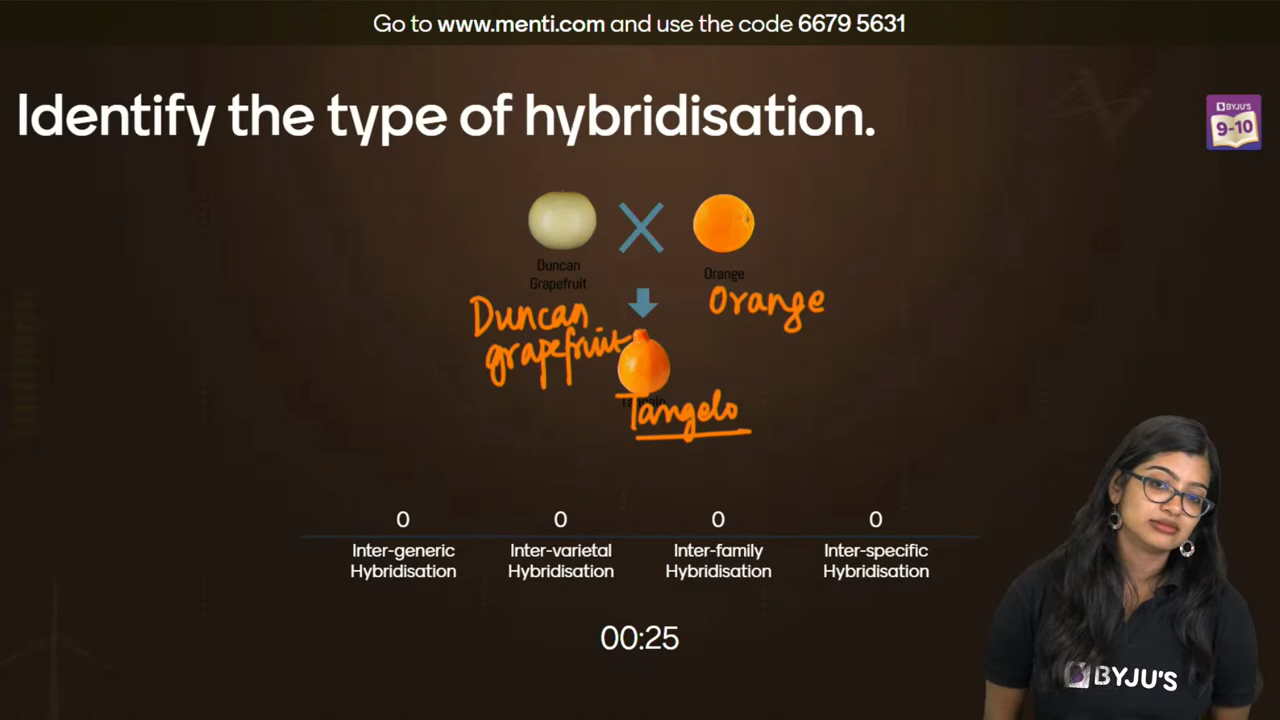 Go to www.menti.com and use the code 6679 5631
Identify the type of hybridisation.
BYJU'S
9-10
Duncan
Grapefruit
Orange
Duncan
grapefruit
Orange
Tangelo
0
0
0
0
Inter-generic
Hybridisation
Inter-varietal
Hybridisation
Inter-family
Hybridisation
Inter-specific
Hybridisation
00:25
BYJU'S